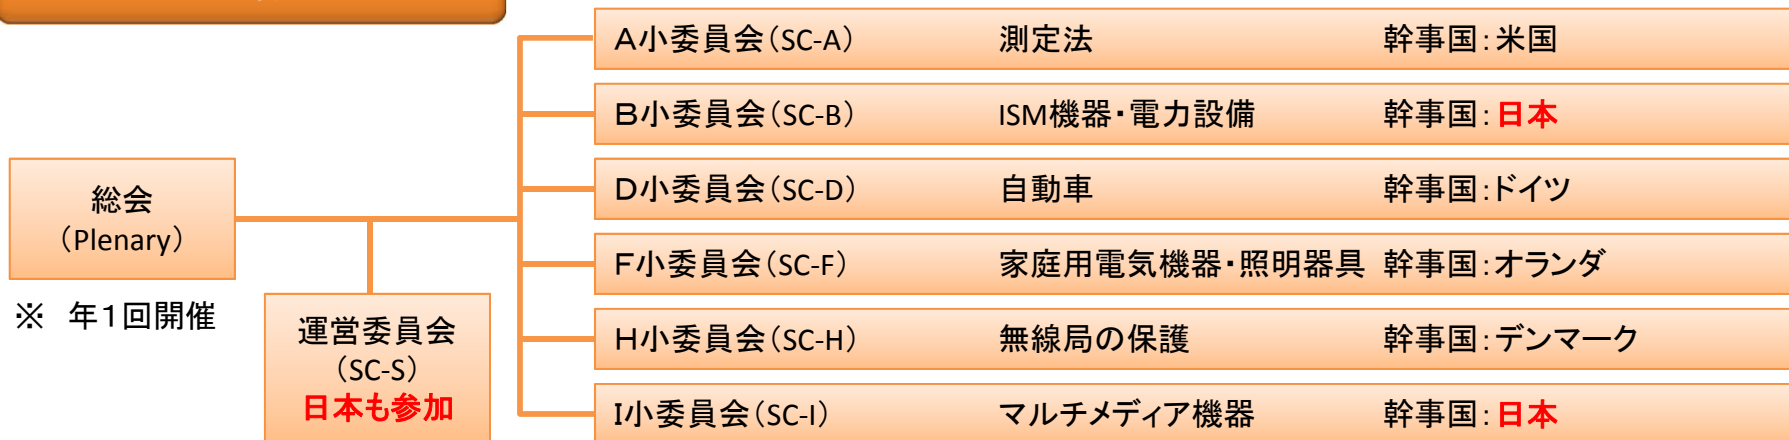 総会
（Plenary）
※　年１回開催
運営委員会
（SC-S）
日本も参加
Ａ小委員会（SC-A）　測定法　幹事国：米国
Ｂ小委員会（SC-B）　ISM機器・電力設備　幹事国：日本
Ｄ小委員会（SC-D）　自動車　幹事国：ドイツ
Ｆ小委員会（SC-F）　家庭用電気機器・照明器具　幹事国：オランダ
Ｈ小委員会（SC-H）　無線局の保護　幹事国：デンマーク
Ｉ小委員会（SC-I）　マルチメディア機器　幹事国：日本